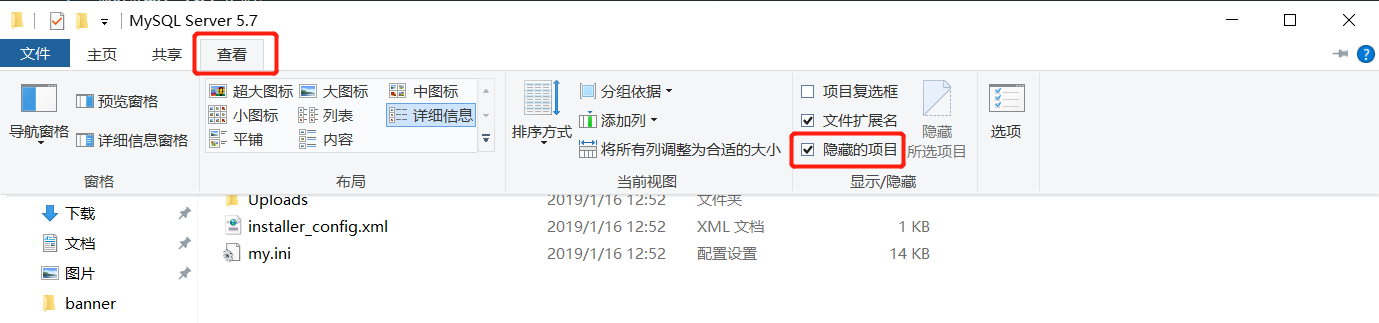 MySQL Server 5.7
文件 主页 共享 查看
导航窗格
预览窗格
详细信息窗格
窗格
超大图标 大图标 中图标
小图标 列表 详细信息
平铺 内容
布局
排序方式
分组依据
添加列
将所有列调整为合适的大小
当前视图
项目复选框
文件扩展名
隐藏的项目
隐藏
所选项目
显示/隐藏
选项
下载
文档
图片
banner
Uploads 2019/1/16 12:52 文件夹
installer_config.xml 2019/1/16 12:52 XML 文档 1 KB
my.ini 2019/1/16 12:52 配置设置 14 KB